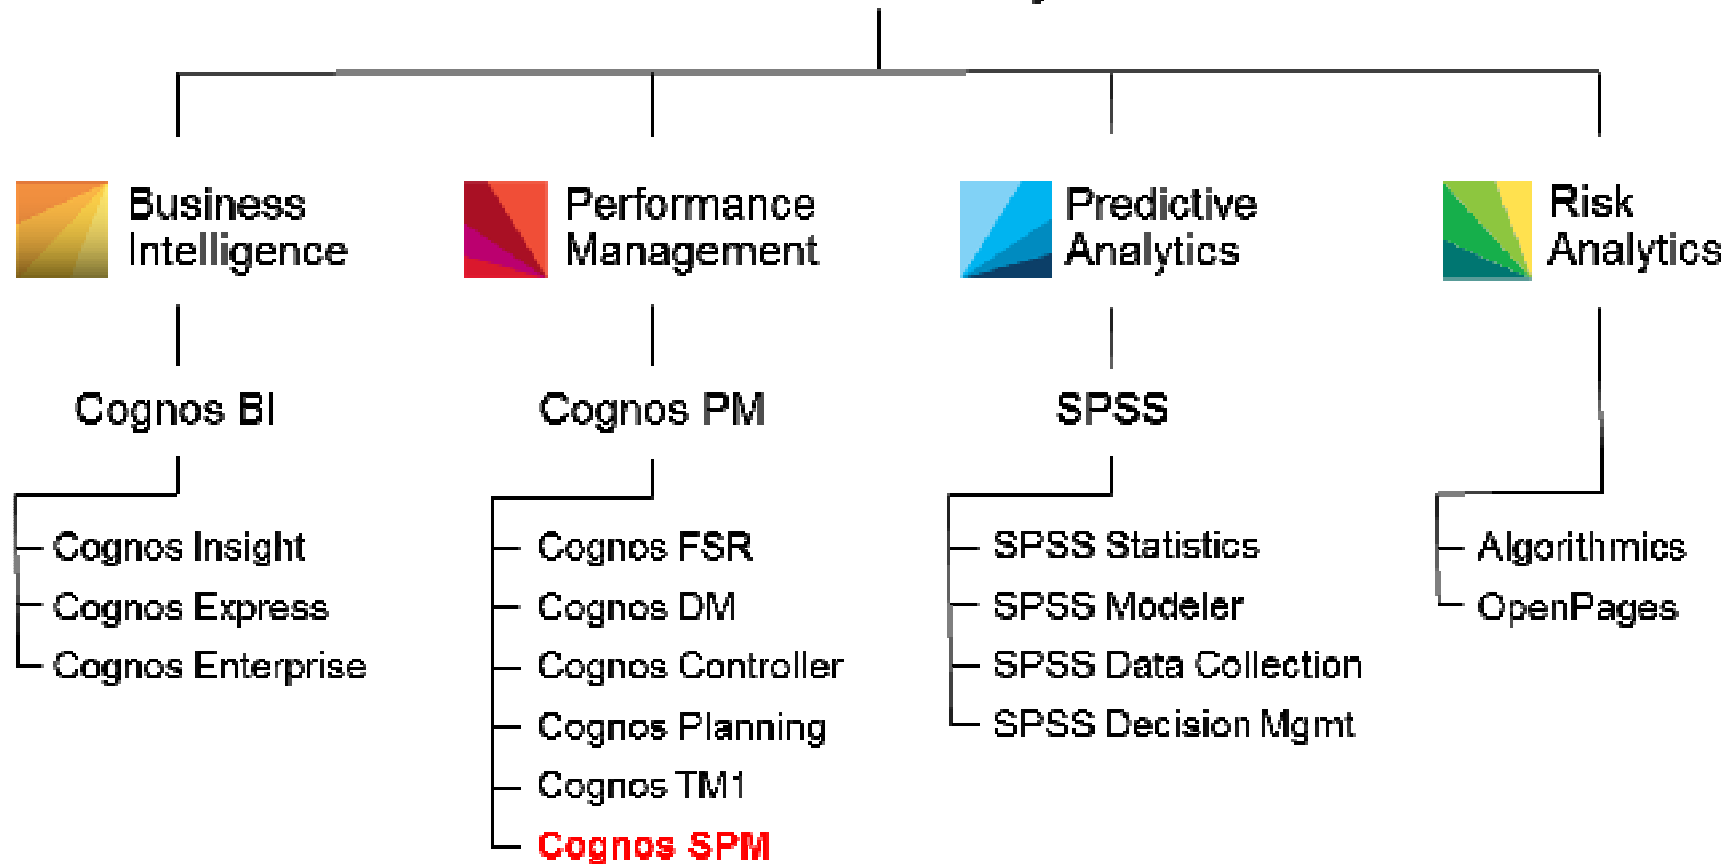 Business
Intelligence
Performance
Management
Predictive
Analytics
Risk
Analytics
Cognos BI
Cognos PM
SPSS
Cognos Insight
Cognos Express
Cognos Enterprise
Cognos FSR
Cognos DM
Cognos Controller
Cognos Planning
Cognos TM1
Cognos SPM
SPSS Statistics
SPSS Modeler
SPSS Data Collection
SPSS Decision Mgmt
Algorithmics
OpenPages